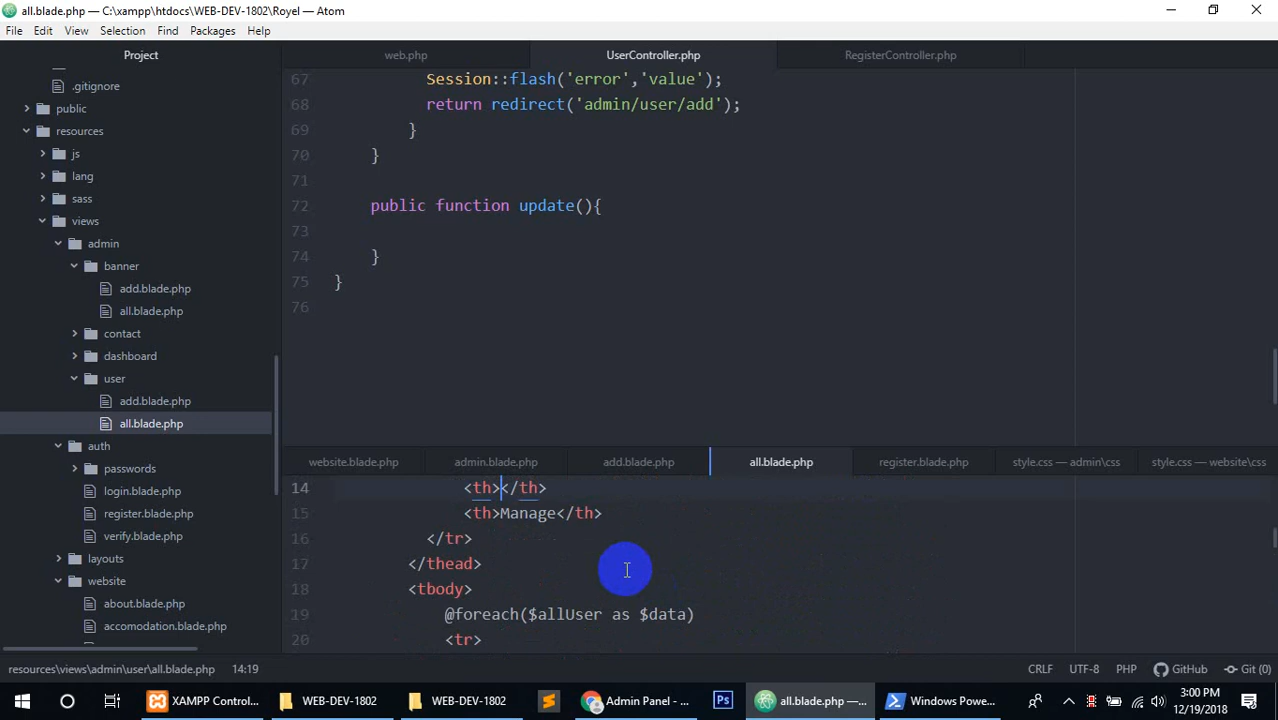 all.blade.php — C:\xampp\htdocs\WEB-DEV-1802\Royel — Atom
File Edit View Selection Find Packages Help
Project
web.php
UserController.php
RegisterController.php
.gitignore
public
resources
js
lang
sass
views
admin
banner
add.blade.php
all.blade.php
contact
dashboard
user
add.blade.php
all.blade.php
auth
passwords
login.blade.php
register.blade.php
verify.blade.php
layouts
website
about.blade.php
accomodation.blade.php
67 Session::flash('error','value');
68 return redirect('admin/user/add');
69 }
70 }
71
72 public function update(){
73
74 }
75 }
76
website.blade.php
admin.blade.php
add.blade.php
all.blade.php
register.blade.php
style.css — admin\css
style.css — website\css
14 <th></th>
15 <th>Manage</th>
16 </tr>
17 </thead>
18 <tbody>
19 @foreach($allUser as $data)
20 <tr>
resources\views\admin\user\all.blade.php 14:19
CRLF UTF-8 PHP GitHub Git (0)
XAMPP Control...
WEB-DEV-1802
WEB-DEV-1802
Admin Panel - ...
Ps
all.blade.php —...
Windows Powe...
3:00 PM
12/19/2018